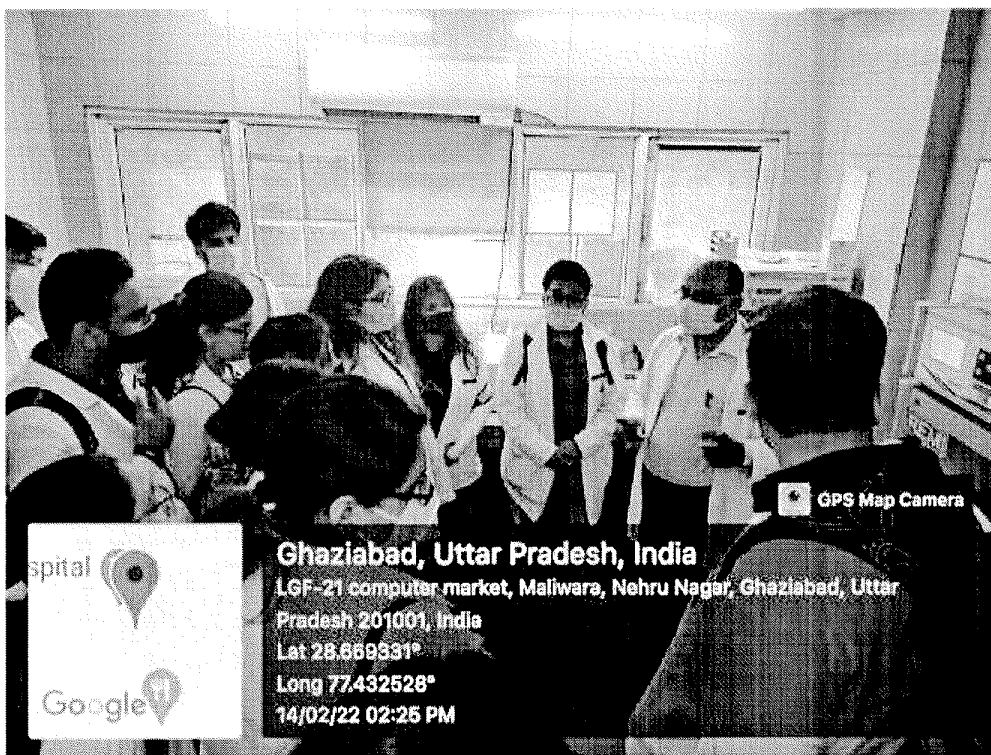 GPS Map Camera
spital
Google
Ghaziabad, Uttar Pradesh, India
LGF-21 computer market, Maliwara, Nehru Nagar, Ghaziabad, Uttar
Pradesh 201001, India
Lat 28.669331°
Long 77.432528°
14/02/22 02:25 PM